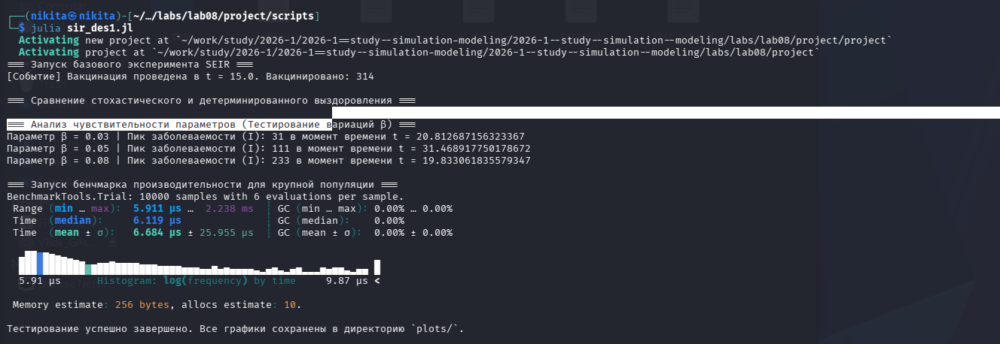 ┌──(nikita㉿nikita)-[~/…/labs/lab08/project/scripts]
└─$ julia sir_des1.jl
Activating new project at `~/work/study/2026-1/2026-1==study--simulation-modeling/2026-1--study--simulation--modeling/labs/lab08/project/project`
Activating project at `~/work/study/2026-1/2026-1==study--simulation-modeling/2026-1--study--simulation--modeling/labs/lab08/project`
=== Запуск базового эксперимента SEIR ===
[Событие] Вакцинация проведена в t = 15.0. Вакцинировано: 314
=== Сравнение стохастического и детерминированного выздоровления ===
=== Анализ чувствительности параметров (Тестирование вариаций β) ===
Параметр β = 0.03 | Пик заболеваемости (I): 31 в момент времени t = 20.812687156323367
Параметр β = 0.05 | Пик заболеваемости (I): 111 в момент времени t = 31.468917750178672
Параметр β = 0.08 | Пик заболеваемости (I): 233 в момент времени t = 19.833061835579347
=== Запуск бенчмарка производительности для крупной популяции ===
BenchmarkTools.Trial: 10000 samples with 6 evaluations per sample.
Range (min … max): 5.911 μs … 2.238 ms ┊ GC (min … max): 0.00% … 0.00%
Time (median): 6.119 μs ┊ GC (median): 0.00%
Time (mean ± σ): 6.684 μs ± 25.955 μs ┊ GC (mean ± σ): 0.00% ± 0.00%
5.91 μs Histogram: log(frequency) by time 9.87 μs <
Memory estimate: 256 bytes, allocs estimate: 10.
Тестирование успешно завершено. Все графики сохранены в директорию `plots/`.